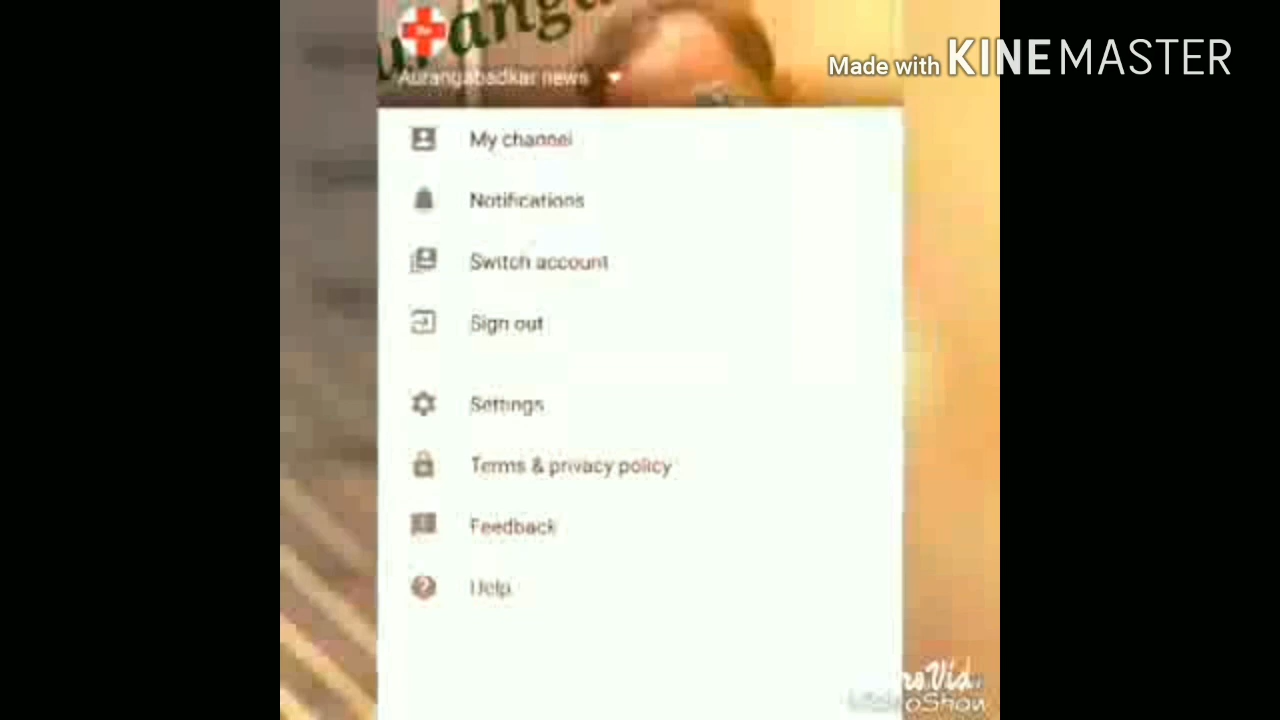 Made with KINEMASTER
Aurangabadkar news
My channel
Notifications
Switch account
Sign out
Settings
Terms & privacy policy
Feedback
Help